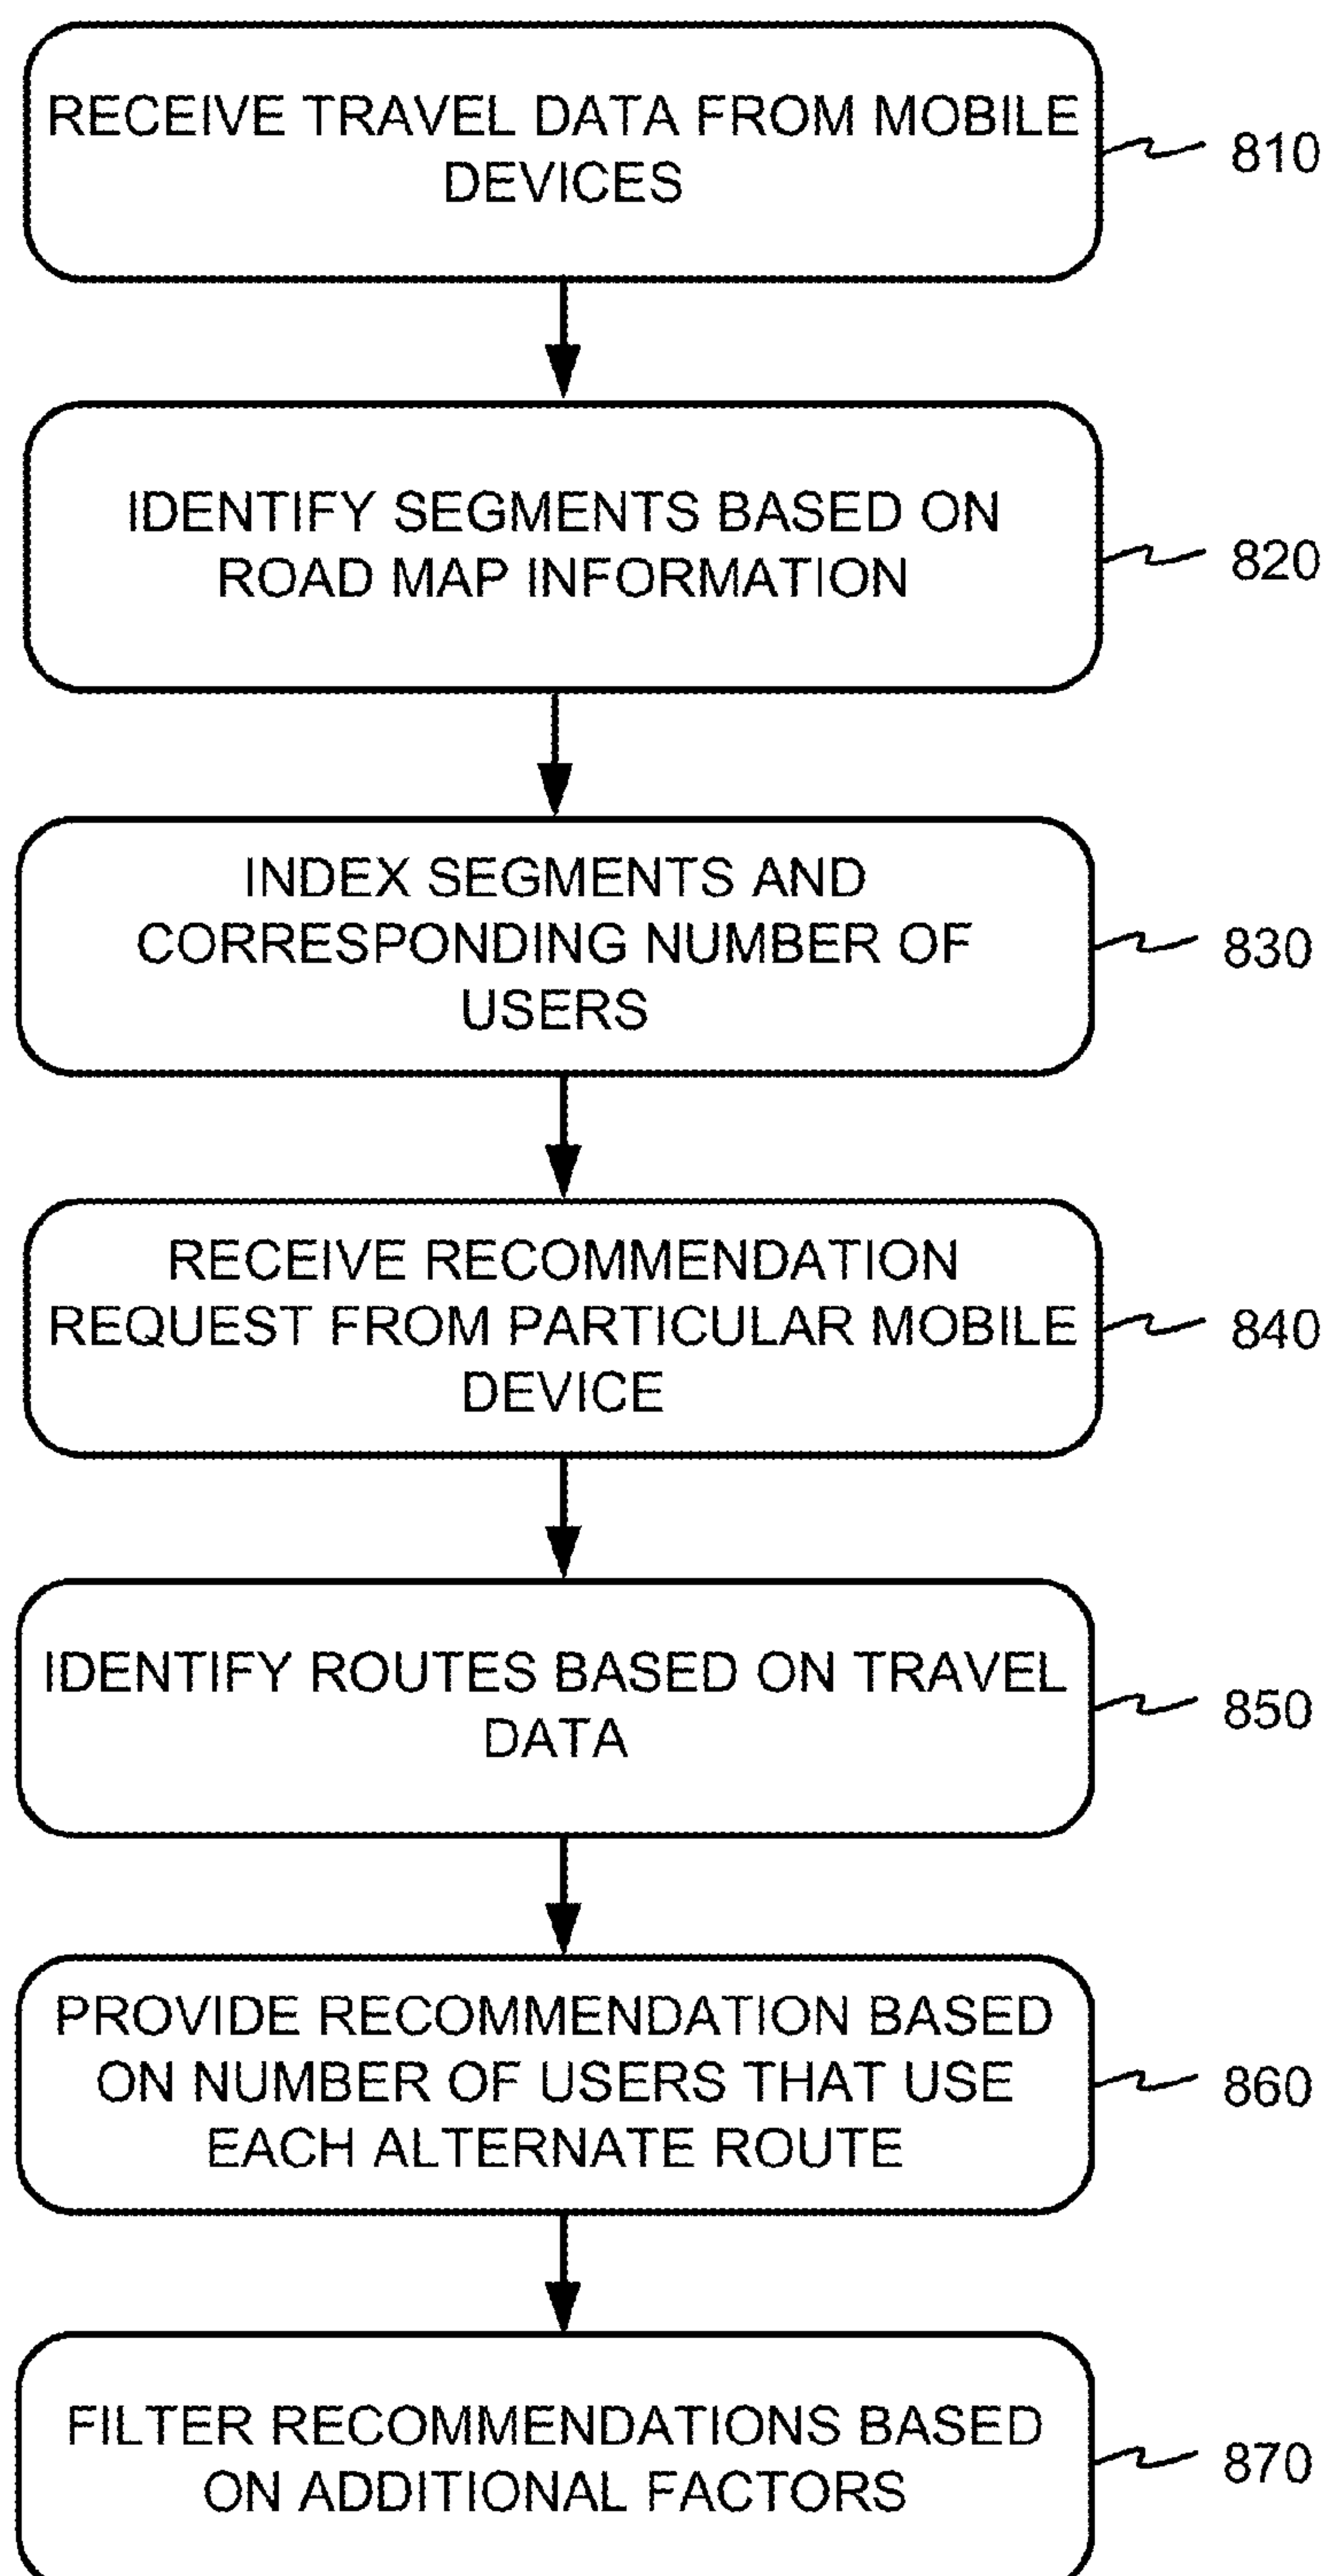 RECEIVE TRAVEL DATA FROM MOBILE
DEVICES
810
IDENTIFY SEGMENTS BASED ON
ROAD MAP INFORMATION
820
INDEX SEGMENTS AND
CORRESPONDING NUMBER OF
USERS
830
RECEIVE RECOMMENDATION
REQUEST FROM PARTICULAR MOBILE
DEVICE
840
IDENTIFY ROUTES BASED ON TRAVEL
DATA
850
PROVIDE RECOMMENDATION BASED
ON NUMBER OF USERS THAT USE
EACH ALTERNATE ROUTE
860
FILTER RECOMMENDATIONS BASED
ON ADDITIONAL FACTORS
870